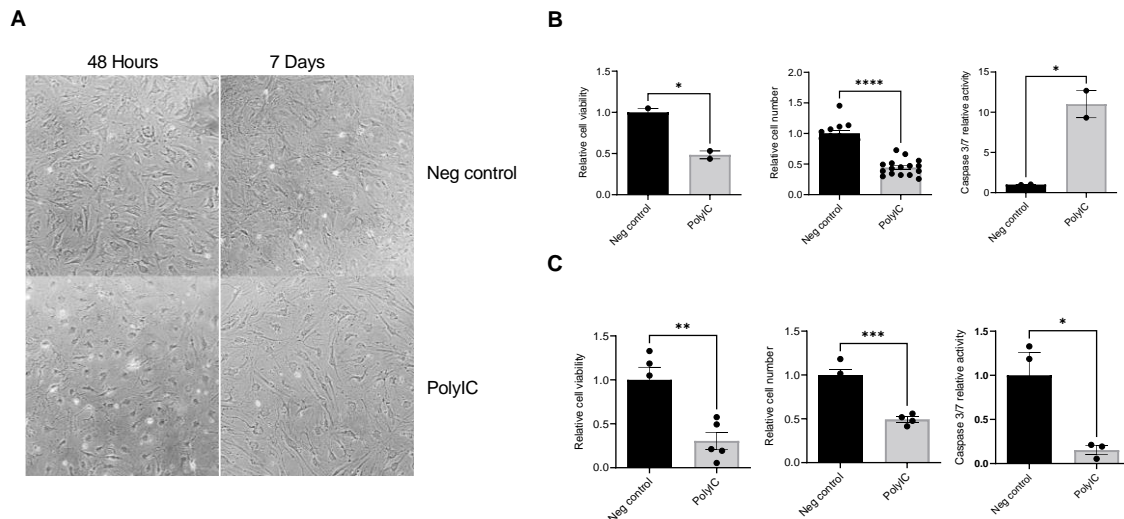 A
48 Hours
7 Days
Neg control
PolyIC
B
Relative cell viability
1.5
1.0
0.5
0.0
*
Neg control
PolyIC
Relative cell number
2.0
1.5
1.0
0.5
0.0
****
Neg control
PolyIC
Caspase 3/7 relative activity
15
10
5
0
*
Neg control
PolyIC
C
Relative cell viability
1.5
1.0
0.5
0.0
**
Neg control
PolyIC
Relative cell number
1.5
1.0
0.5
0.0
***
Neg control
PolyIC
Caspase 3/7 relative activity
1.5
1.0
0.5
0.0
*
Neg control
PolyIC